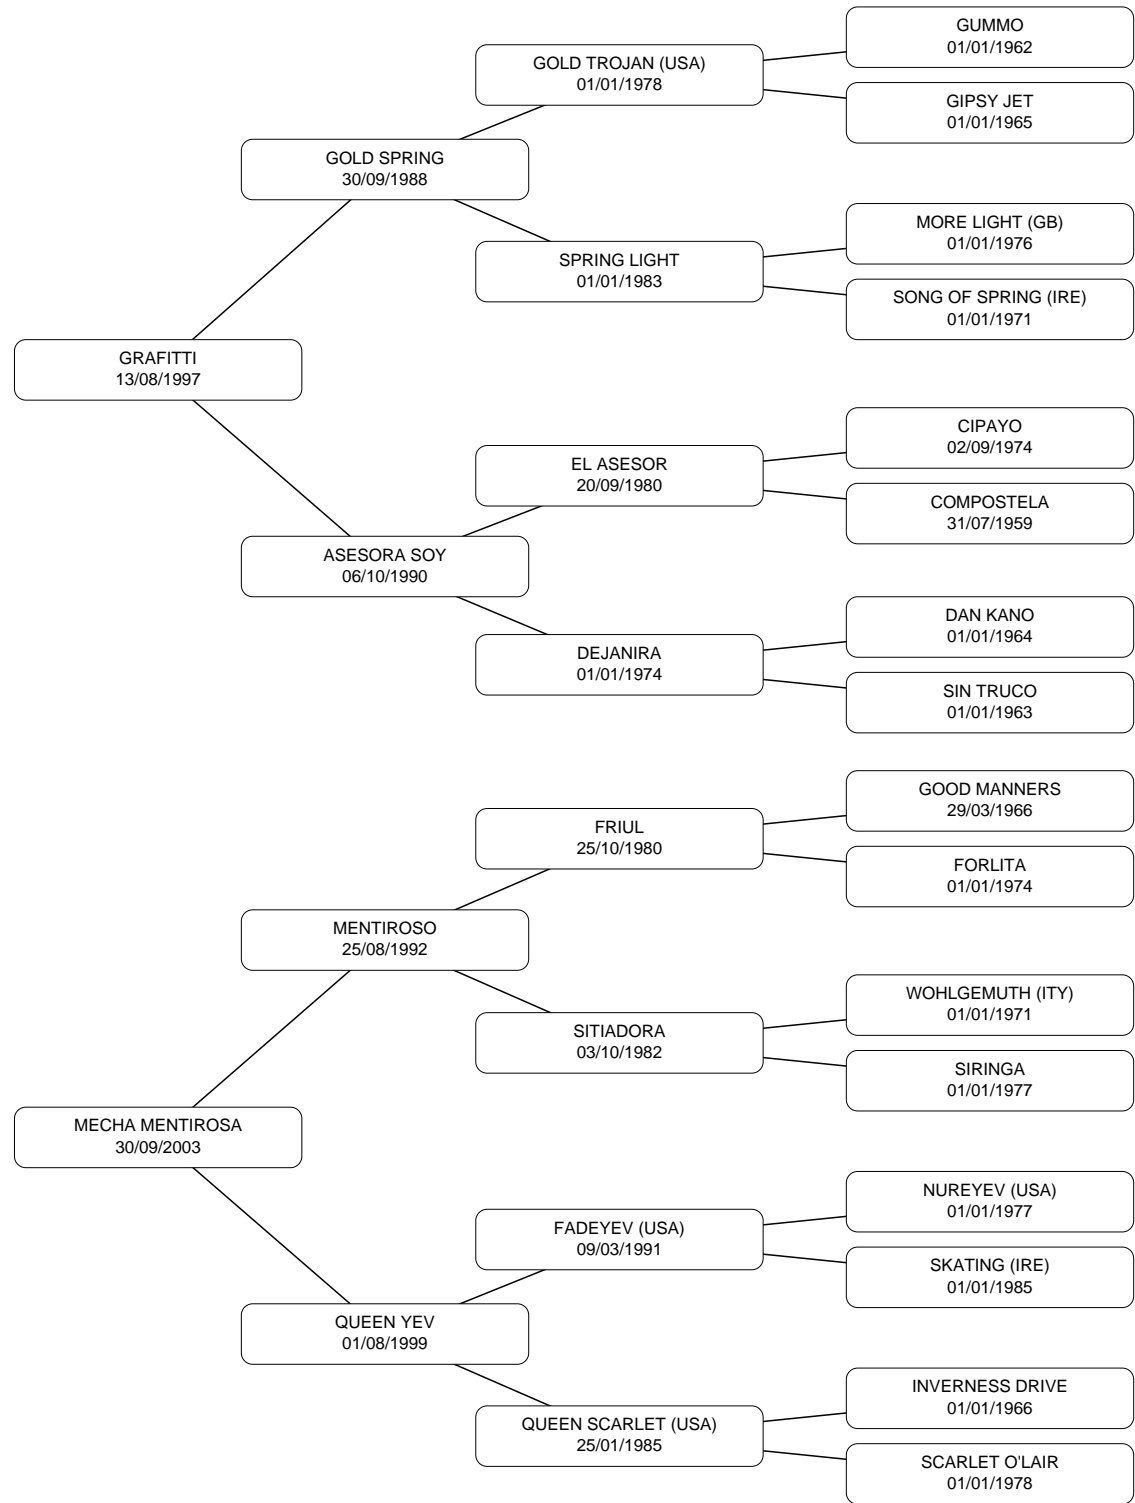 GUMMO
01/01/1962
GOLD TROJAN (USA)
01/01/1978
GIPSY JET
01/01/1965
GOLD SPRING
30/09/1988
MORE LIGHT (GB)
01/01/1976
SPRING LIGHT
01/01/1983
SONG OF SPRING (IRE)
01/01/1971
GRAFITTI
13/08/1997
CIPAYO
02/09/1974
EL ASESOR
20/09/1980
COMPOSTELA
31/07/1959
ASESORA SOY
06/10/1990
DAN KANO
01/01/1964
DEJANIRA
01/01/1974
SIN TRUCO
01/01/1963
GOOD MANNERS
29/03/1966
FRIUL
25/10/1980
FORLITA
01/01/1974
MENTIROSO
25/08/1992
WOHLGEMUTH (ITY)
01/01/1971
SITIADORA
03/10/1982
SIRINGA
01/01/1977
MECHA MENTIROSA
30/09/2003
NUREYEV (USA)
01/01/1977
FADEYEV (USA)
09/03/1991
SKATING (IRE)
01/01/1985
QUEEN YEV
01/08/1999
INVERNESS DRIVE
01/01/1966
QUEEN SCARLET (USA)
25/01/1985
SCARLET O'LAIR
01/01/1978